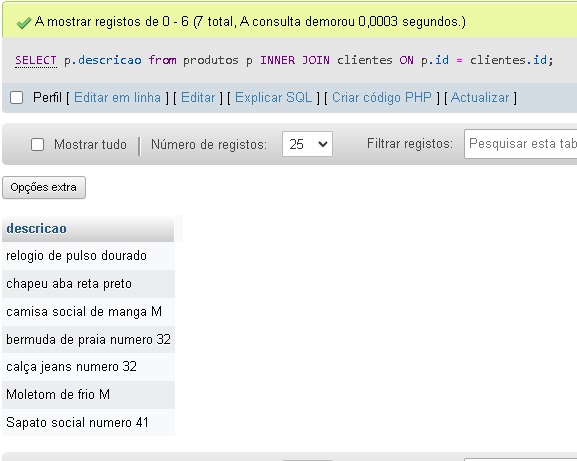 A mostrar registos de 0 - 6 (7 total, A consulta demorou 0,0003 segundos.)
SELECT p.descricao from produtos p INNER JOIN clientes ON p.id = clientes.id;
Perfil [ Editar em linha ] [ Editar ] [ Explicar SQL ] [ Criar código PHP ] [ Actualizar ]
Mostrar tudo | Número de registos: 25 Filtrar registos: Pesquisar esta tab
Opções extra
descricao
relogio de pulso dourado
chapeu aba reta preto
camisa social de manga M
bermuda de praia numero 32
calça jeans numero 32
Moletom de frio M
Sapato social numero 41